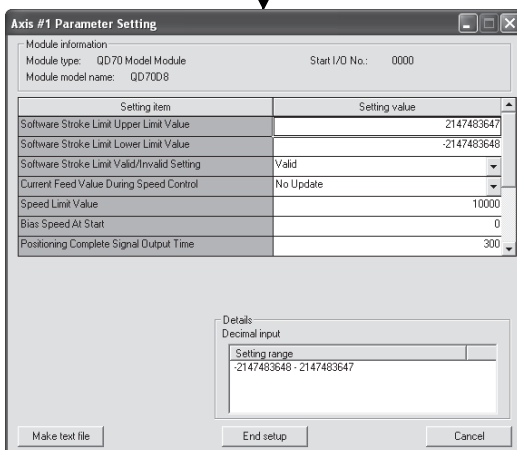 Axis #1 Parameter Setting
Module information
Module type: QD70 Model Module Start I/O No.: 0000
Module model name: QD70D8
Setting item Setting value
Software Stroke Limit Upper Limit Value 2147483647
Software Stroke Limit Lower Limit Value -2147483648
Software Stroke Limit Valid/Invalid Setting Valid
Current Feed Value During Speed Control No Update
Speed Limit Value 10000
Bias Speed At Start 0
Positioning Complete Signal Output Time 300
Details
Decimal input
Setting range
-2147483648 - 2147483647
Make text file End setup Cancel